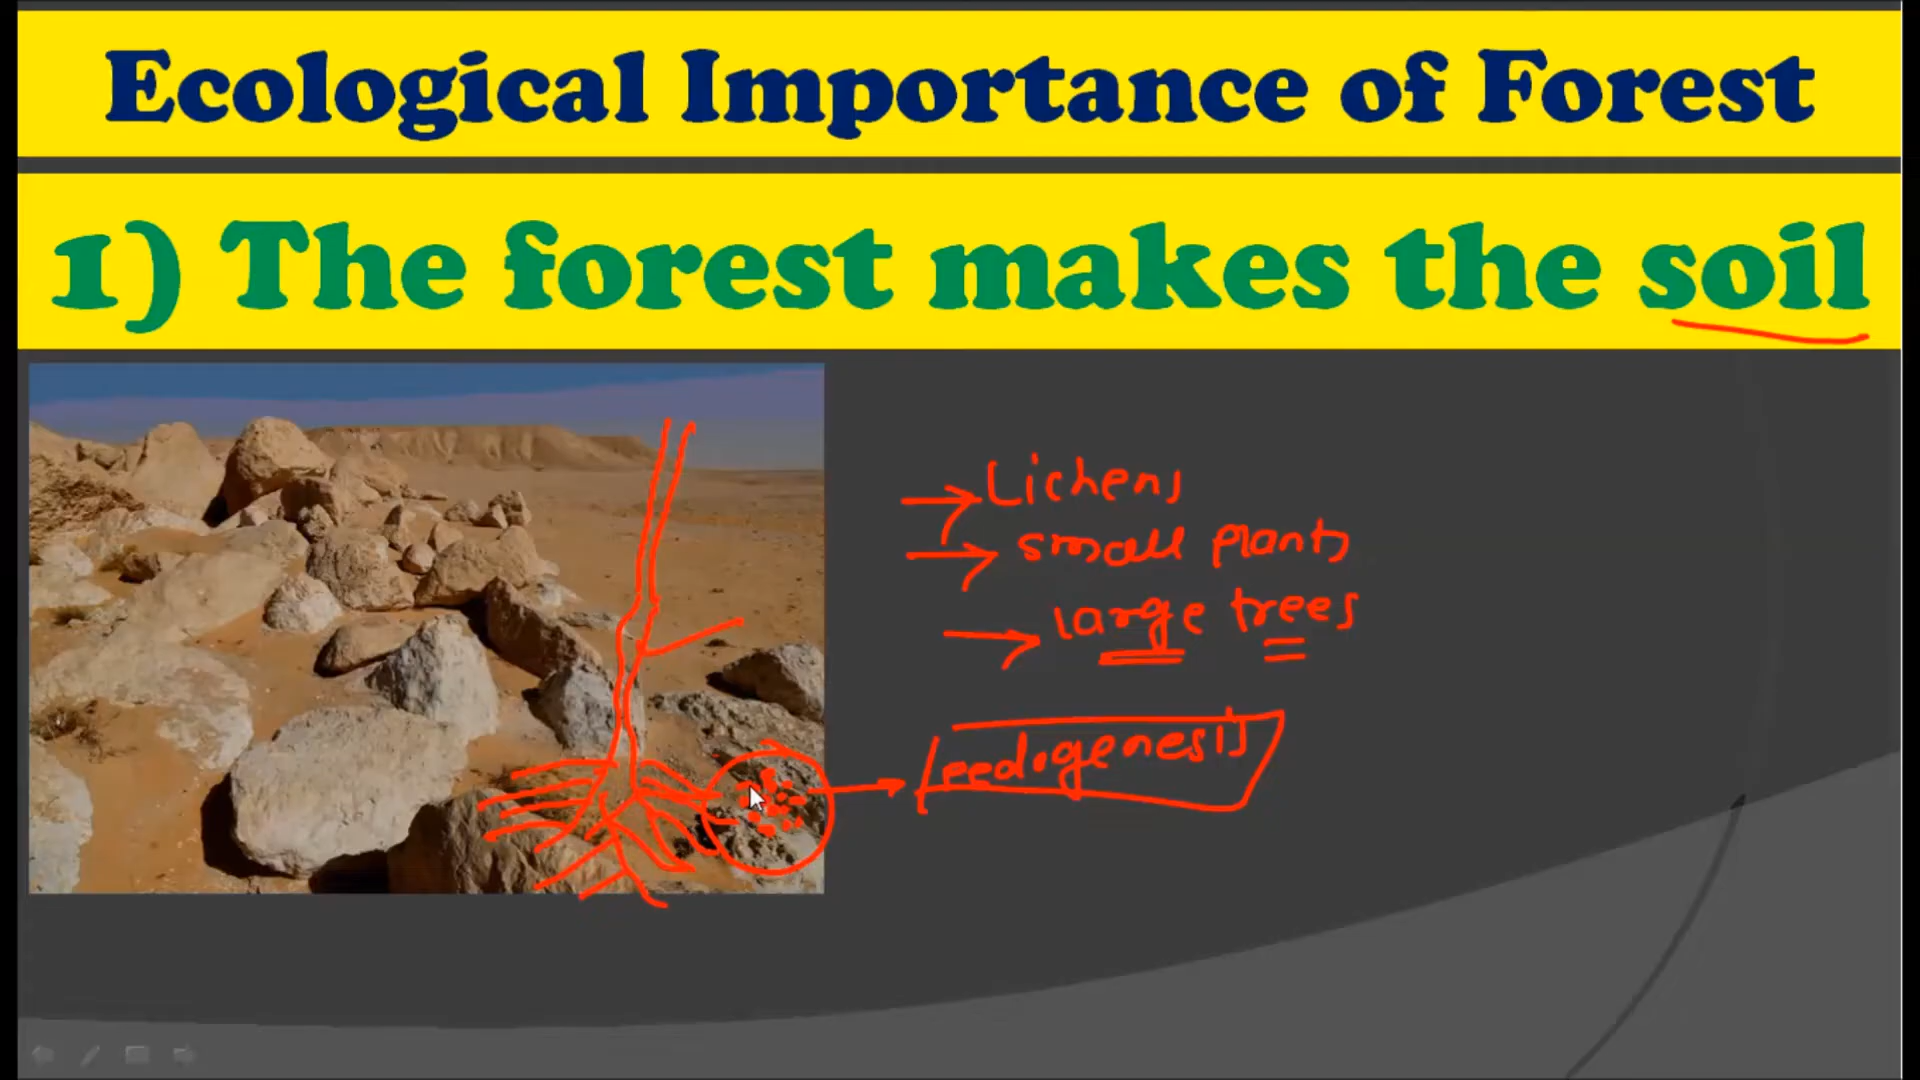 Ecological Importance of Forest
1) The forest makes the soil
Lichens
small plants
large trees
Pedogenesis